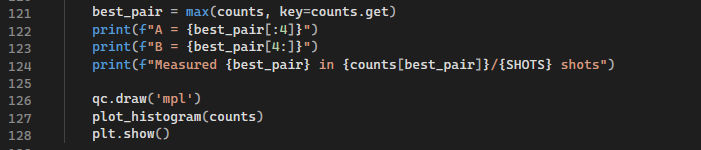 121 best_pair = max(counts, key=counts.get)
122 print(f"A = {best_pair[:4]}")
123 print(f"B = {best_pair[4:]}")
124 print(f"Measured {best_pair} in {counts[best_pair]}/{SHOTS} shots")
125
126 qc.draw('mpl')
127 plot_histogram(counts)
128 plt.show()